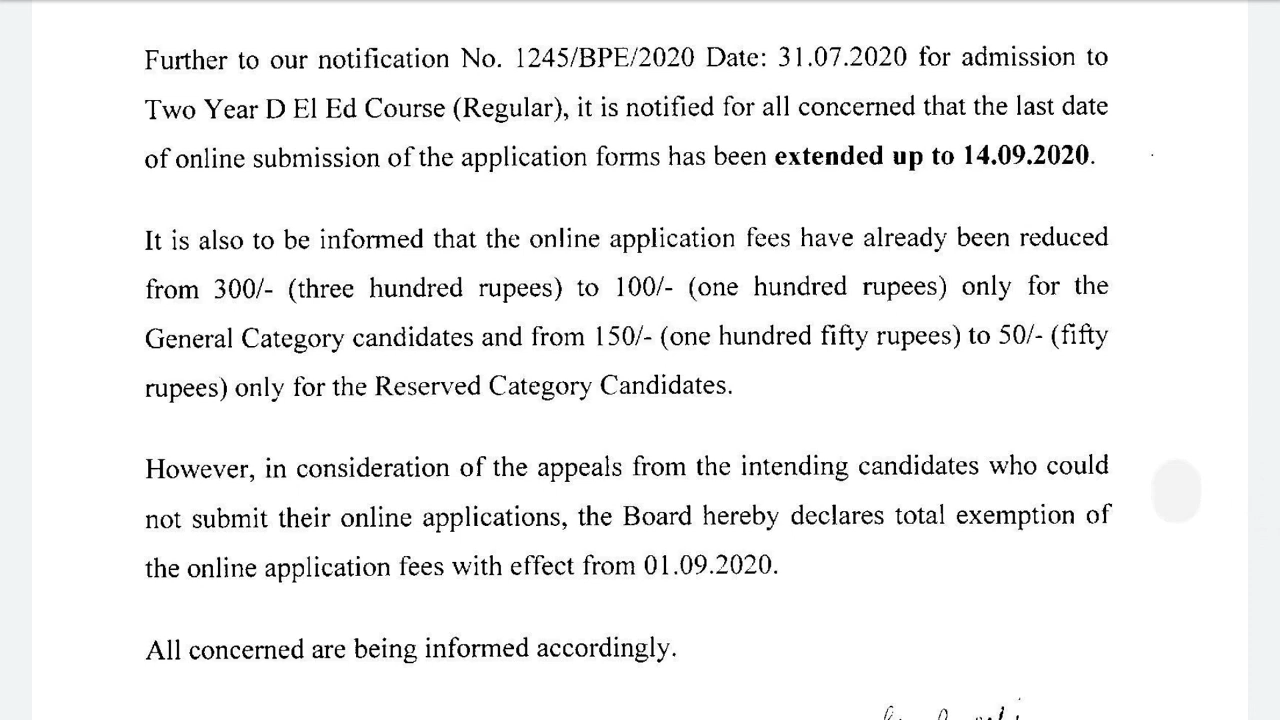 Further to our notification No. 1245/BPE/2020 Date: 31.07.2020 for admission to
Two Year D El Ed Course (Regular), it is notified for all concerned that the last date
of online submission of the application forms has been extended up to 14.09.2020.
It is also to be informed that the online application fees have already been reduced
from 300/- (three hundred rupees) to 100/- (one hundred rupees) only for the
General Category candidates and from 150/- (one hundred fifty rupees) to 50/- (fifty
rupees) only for the Reserved Category Candidates.
However, in consideration of the appeals from the intending candidates who could
not submit their online applications, the Board hereby declares total exemption of
the online application fees with effect from 01.09.2020.
All concerned are being informed accordingly.